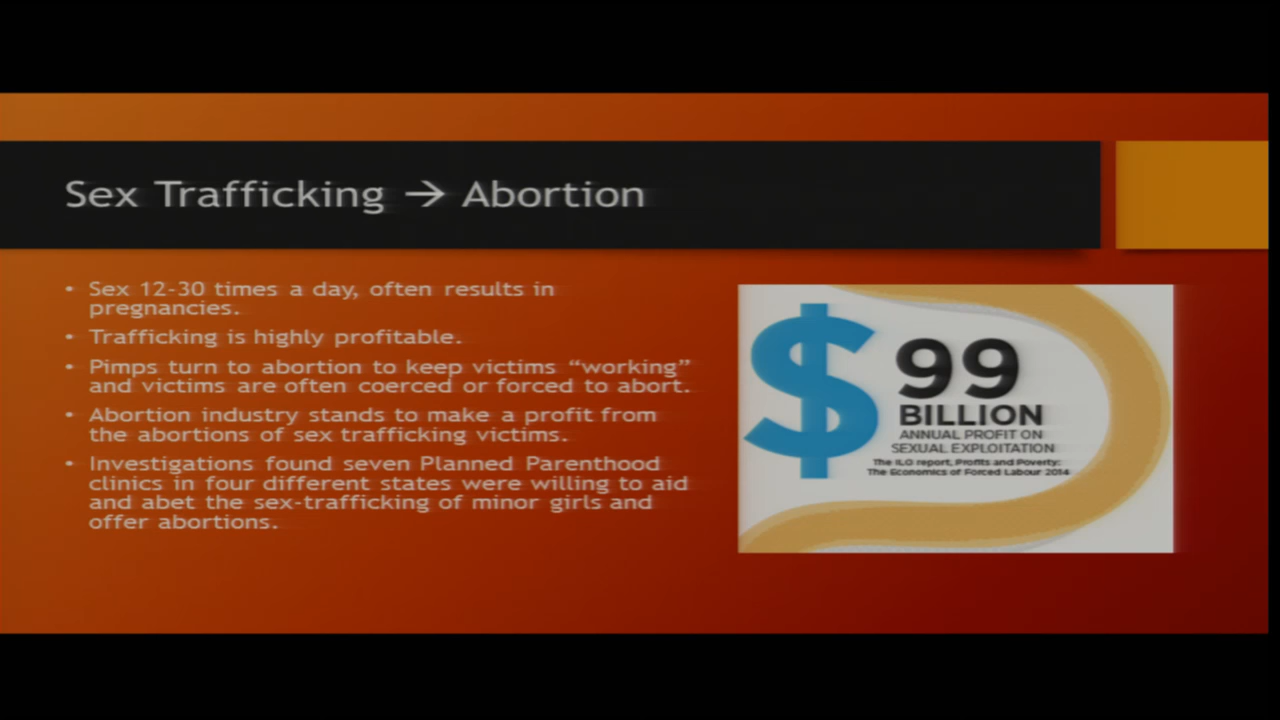 Sex Trafficking → Abortion
• Sex 12-30 times a day, often results in
pregnancies.
• Trafficking is highly profitable.
• Pimps turn to abortion to keep victims “working”
and victims are often coerced or forced to abort.
• Abortion industry stands to make a profit from
the abortions of sex trafficking victims.
• Investigations found seven Planned Parenthood
clinics in four different states were willing to aid
and abet the sex-trafficking of minor girls and
offer abortions.
$99
BILLION
ANNUAL PROFIT ON
SEXUAL EXPLOITATION
The ILO report, Profits and Poverty:
The Economics of Forced Labour 2014